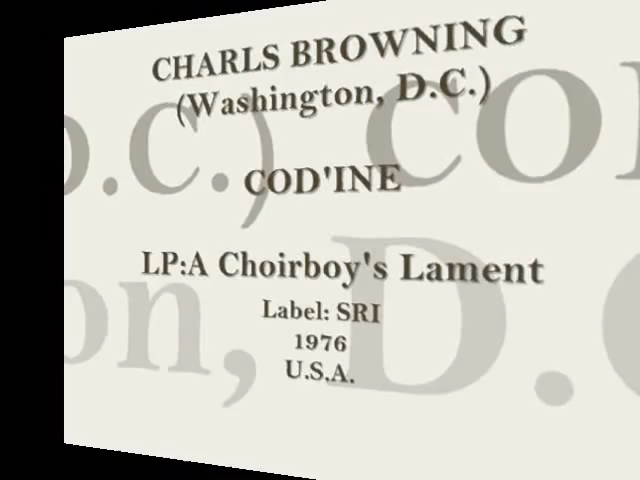 CHARLS BROWNING
(Washington, D.C.)
COD'INE
LP:A Choirboy's Lament
Label: SRI
1976
U.S.A.